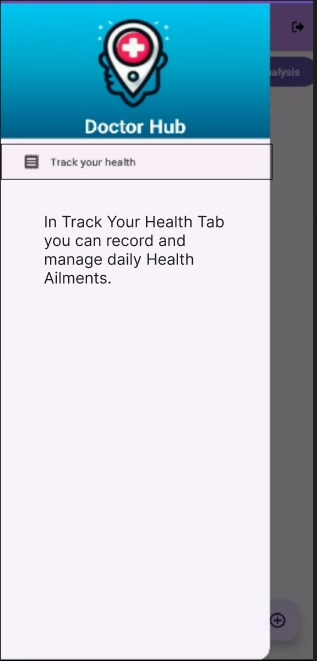 Doctor Hub
alysis
Track your health
In Track Your Health Tab
you can record and
manage daily Health
Ailments.